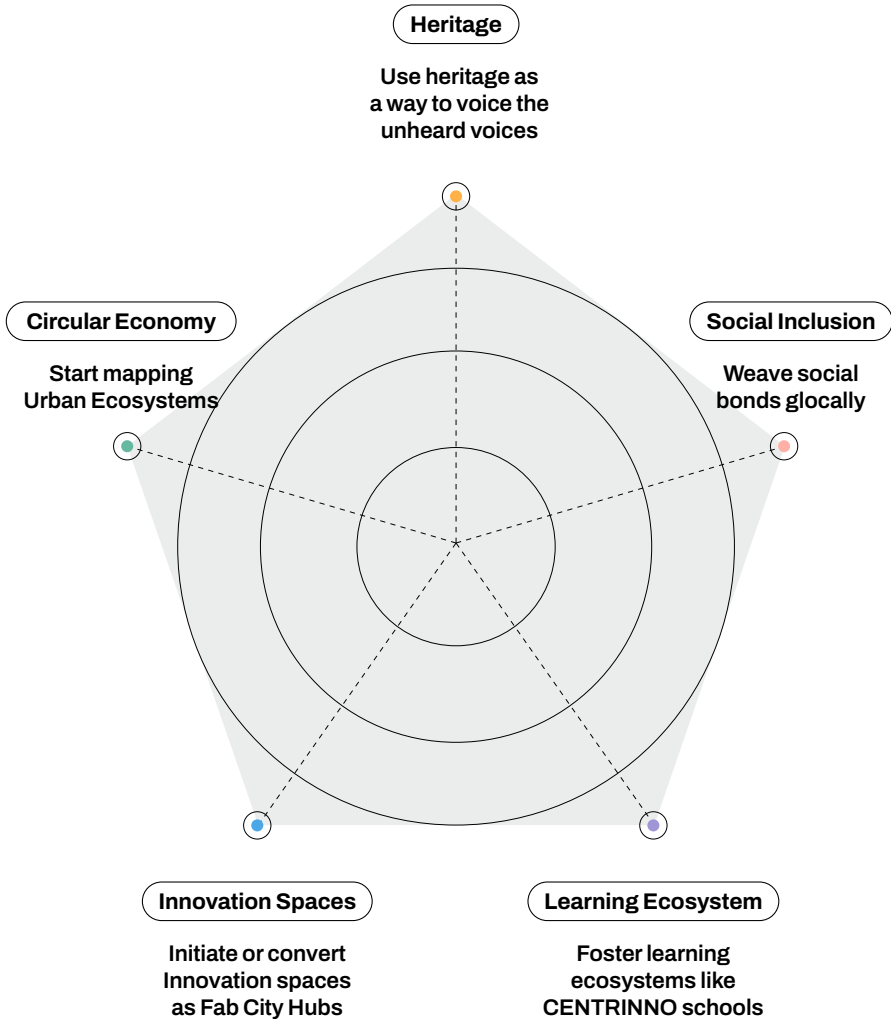 Heritage
Use heritage as
a way to voice the
unheard voices
Circular Economy
Start mapping
Urban Ecosystems
Social Inclusion
Weave social
bonds glocally
Innovation Spaces
Initiate or convert
Innovation spaces
as Fab City Hubs
Learning Ecosystem
Foster learning
ecosystems like
CENTRINNO schools